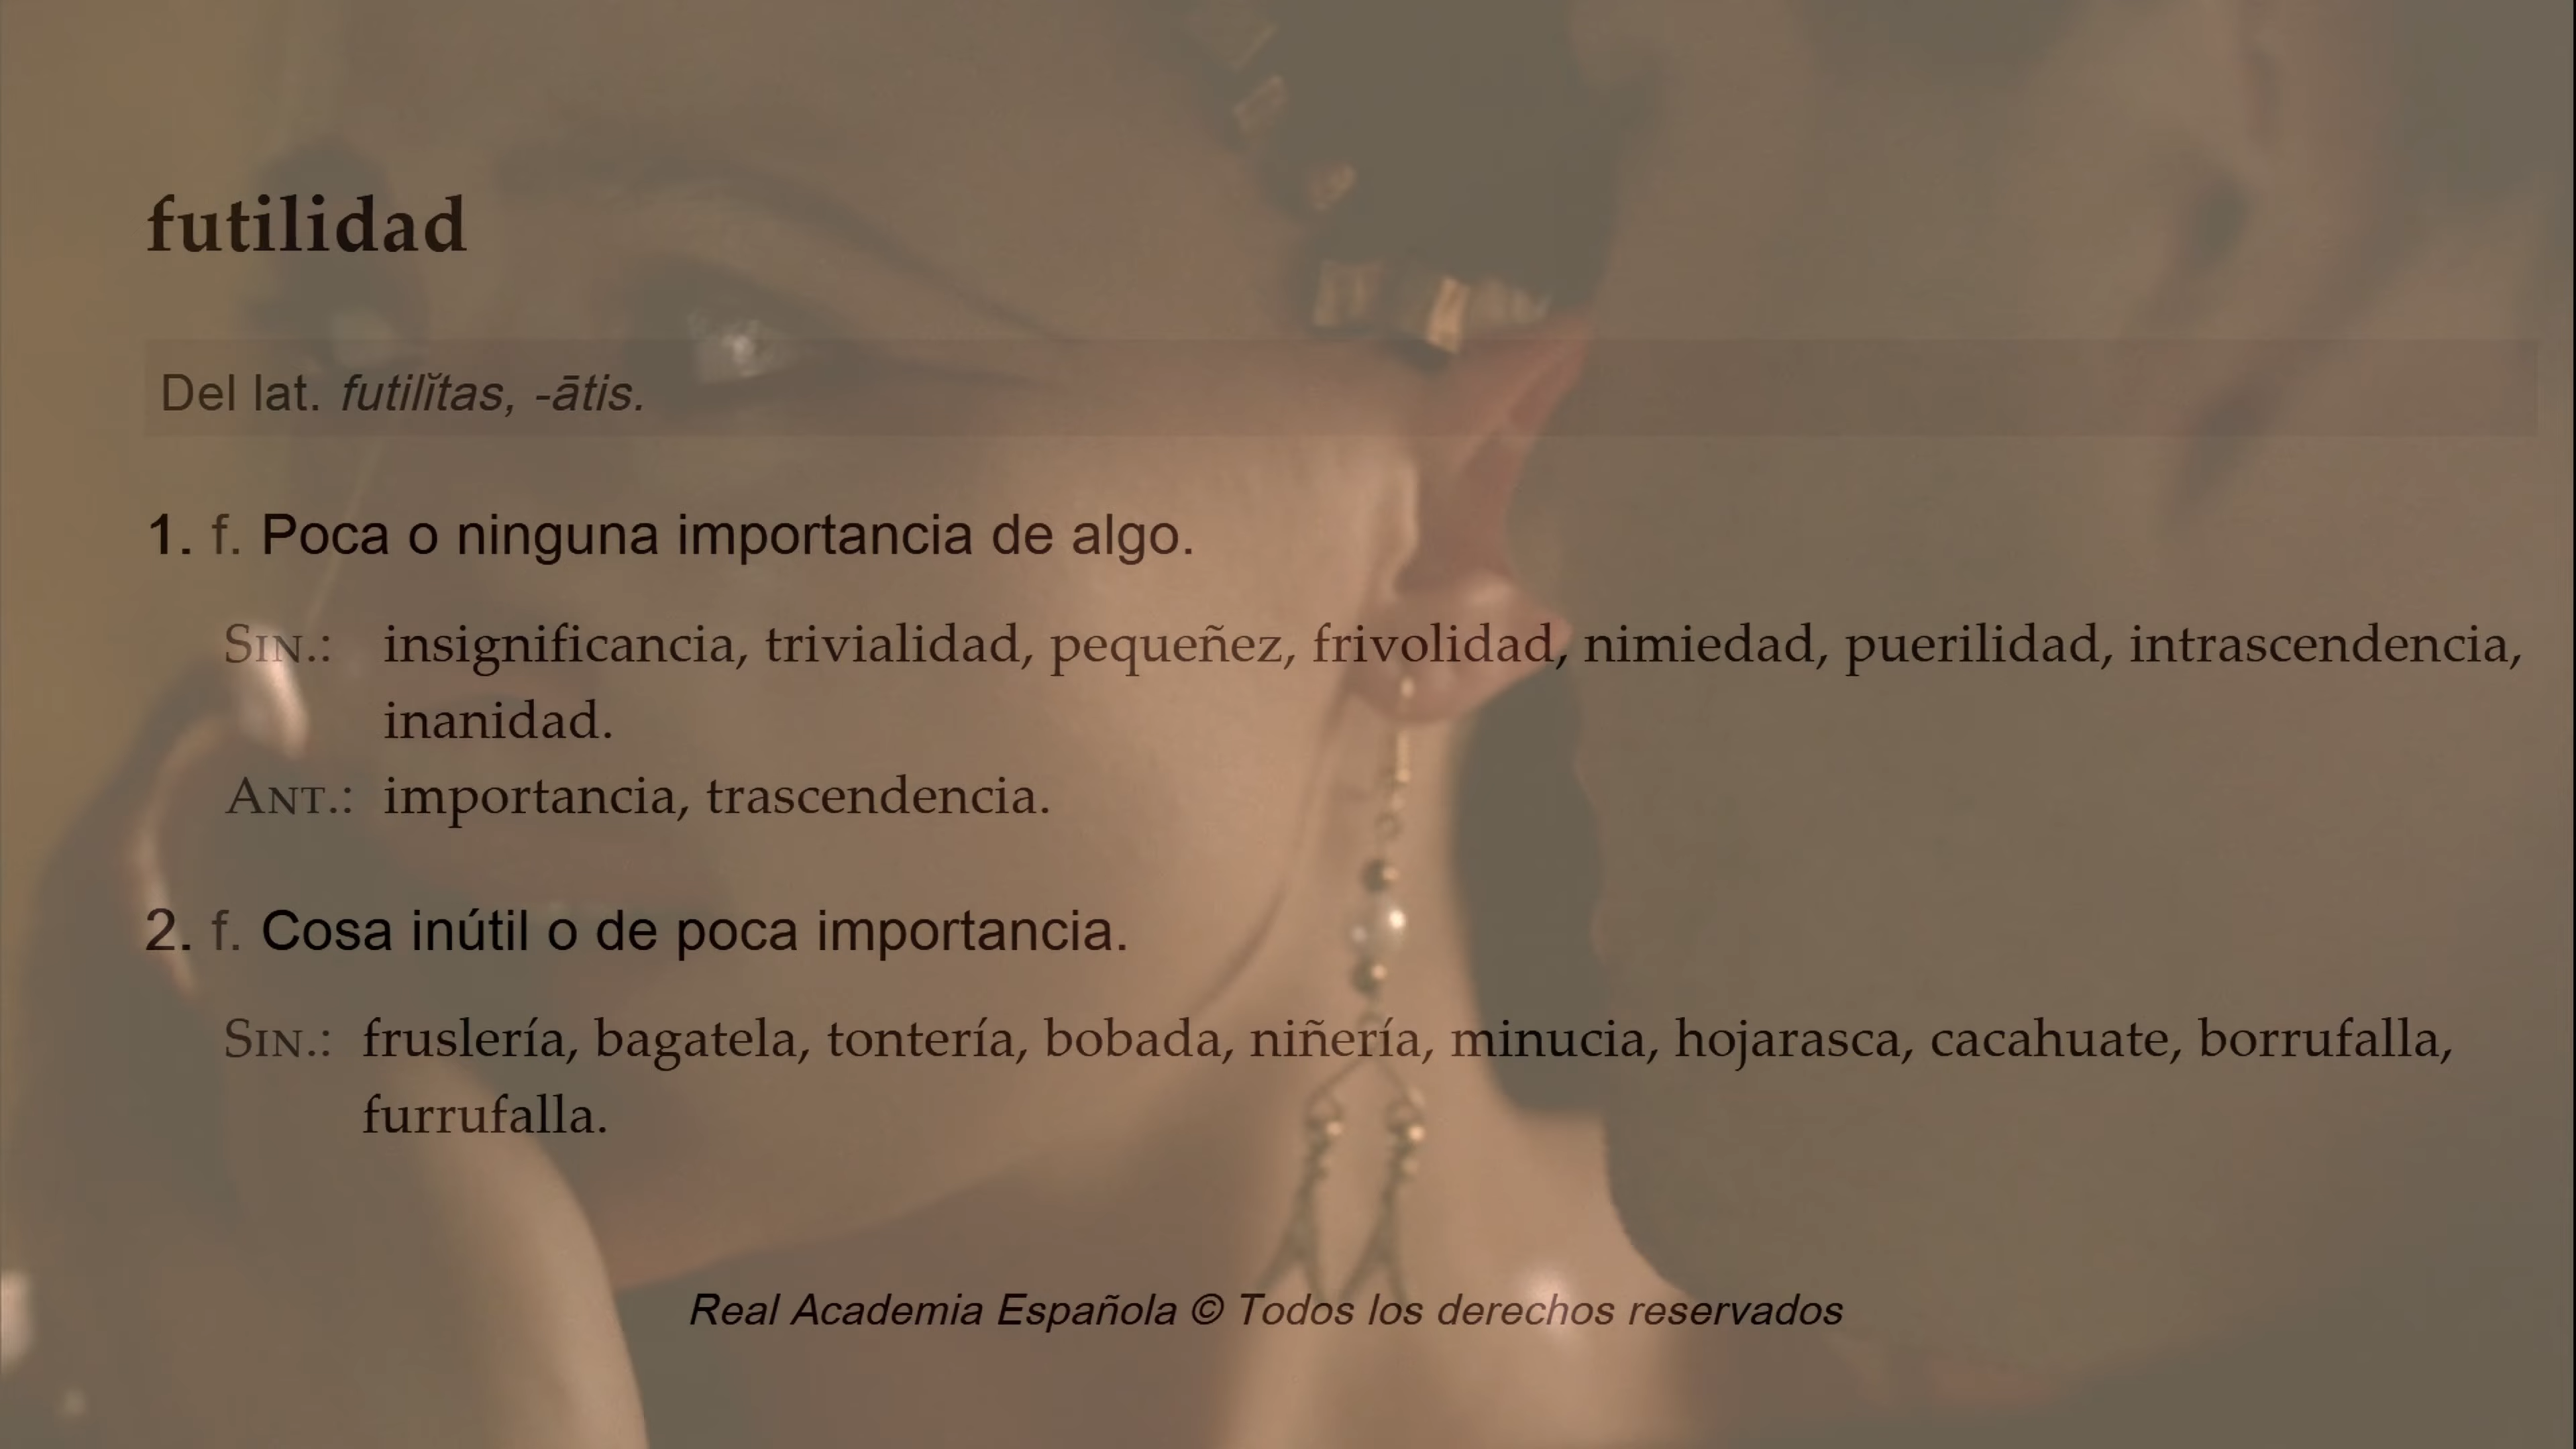 futilidad
Del lat. futilĭtas, -ātis.
1. f. Poca o ninguna importancia de algo.
SIN.: insignificancia, trivialidad, pequeñez, frivolidad, nimiedad, puerilidad, intrascendencia,
inanidad.
ANT.: importancia, trascendencia.
2. f. Cosa inútil o de poca importancia.
SIN.: fruslería, bagatela, tontería, bobada, niñería, minucia, hojarasca, cacahuate, borrufalla,
furrufalla.
Real Academia Española © Todos los derechos reservados